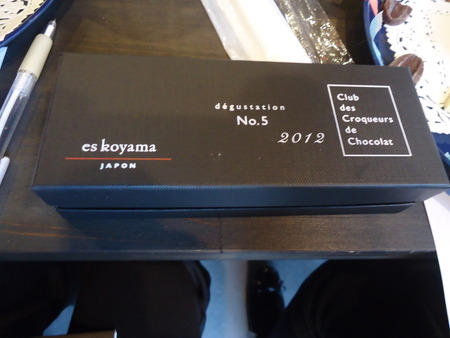 dégustation
No.5
2012
Club
des
Croqueurs
de
Chocolat
es koyama
JAPON